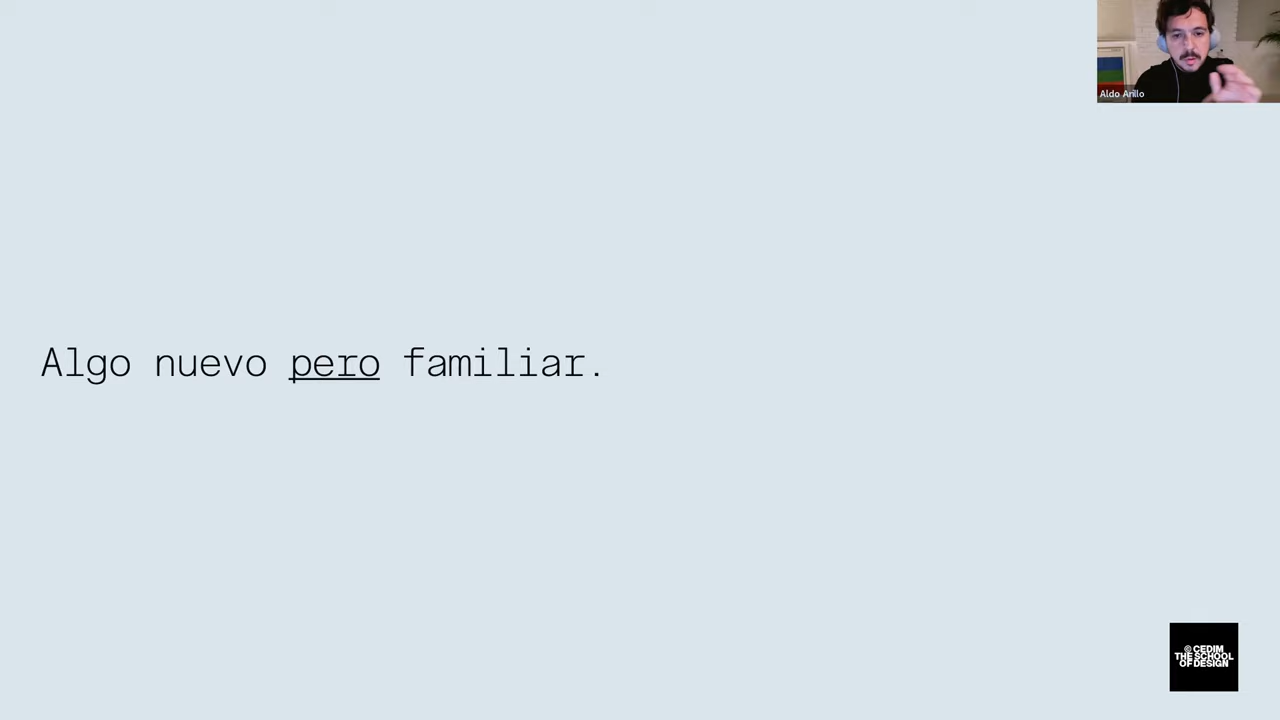 Aldo Arillo
Algo nuevo pero familiar.
© CEDIM
THE SCHOOL
OF DESIGN